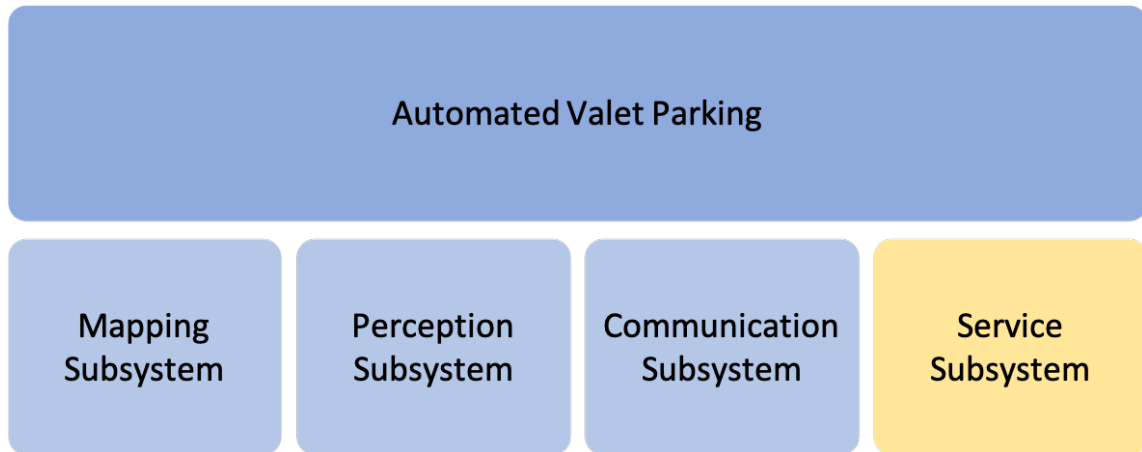 Automated Valet Parking
Mapping
Subsystem
Perception
Subsystem
Communication
Subsystem
Service
Subsystem